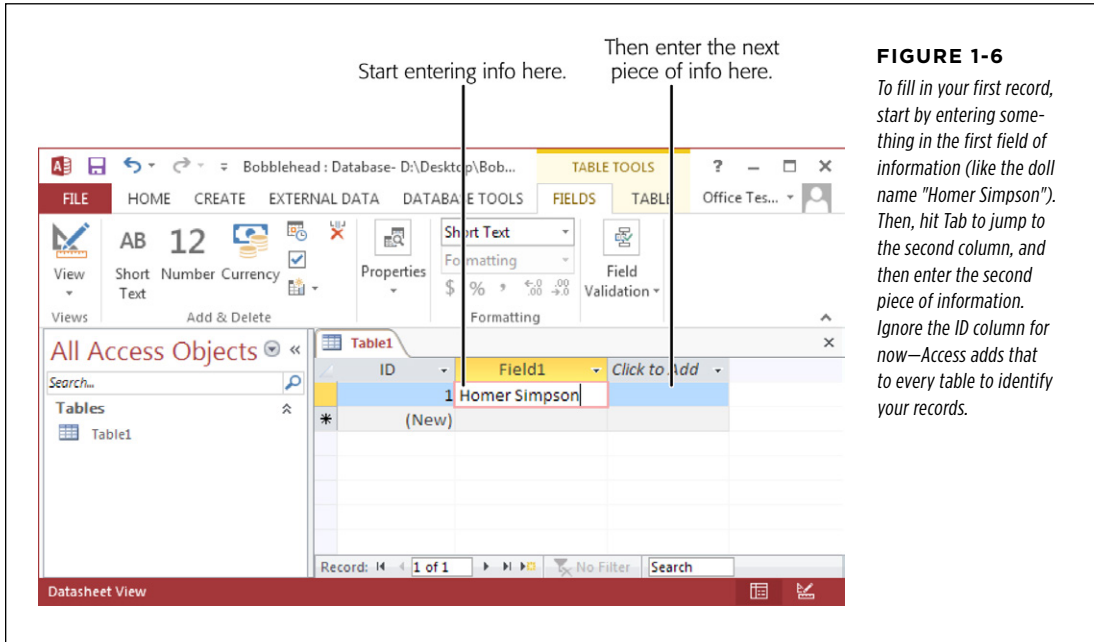 Start entering info here.
Then enter the next
piece of info here.
FIGURE 1-6
To fill in your first record,
start by entering some-
thing in the first field of
information (like the doll
name "Homer Simpson").
Then, hit Tab to jump to
the second column, and
then enter the second
piece of information.
Ignore the ID column for
now—Access adds that
to every table to identify
your records.
Bobblehead : Database- D:\Desktop\Bob... TABLE TOOLS ?
FILE HOME CREATE EXTERNAL DATA DATABASE TOOLS FIELDS TABLE Office Tes...
AB 12
View Short Text Number Currency
Properties
Short Text
Formatting
$ % , .0 .00 .00 .0
Field Validation
Views Add & Delete Formatting
All Access Objects «
Search...
Tables
Table1
Table1
ID Field1 Click to Add
1 Homer Simpson
* (New)
Record: 1 of 1 No Filter Search
Datasheet View